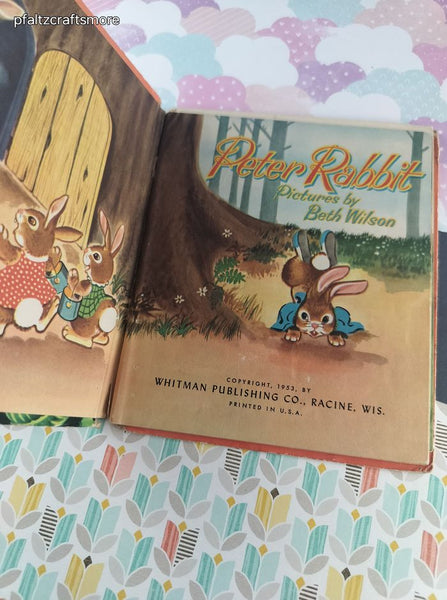 pfaltzcraftsmore
Peter Rabbit
Pictures by
Beth Wilson
COPYRIGHT, 1953, BY
WHITMAN PUBLISHING CO., RACINE, WIS.
PRINTED IN U.S.A.